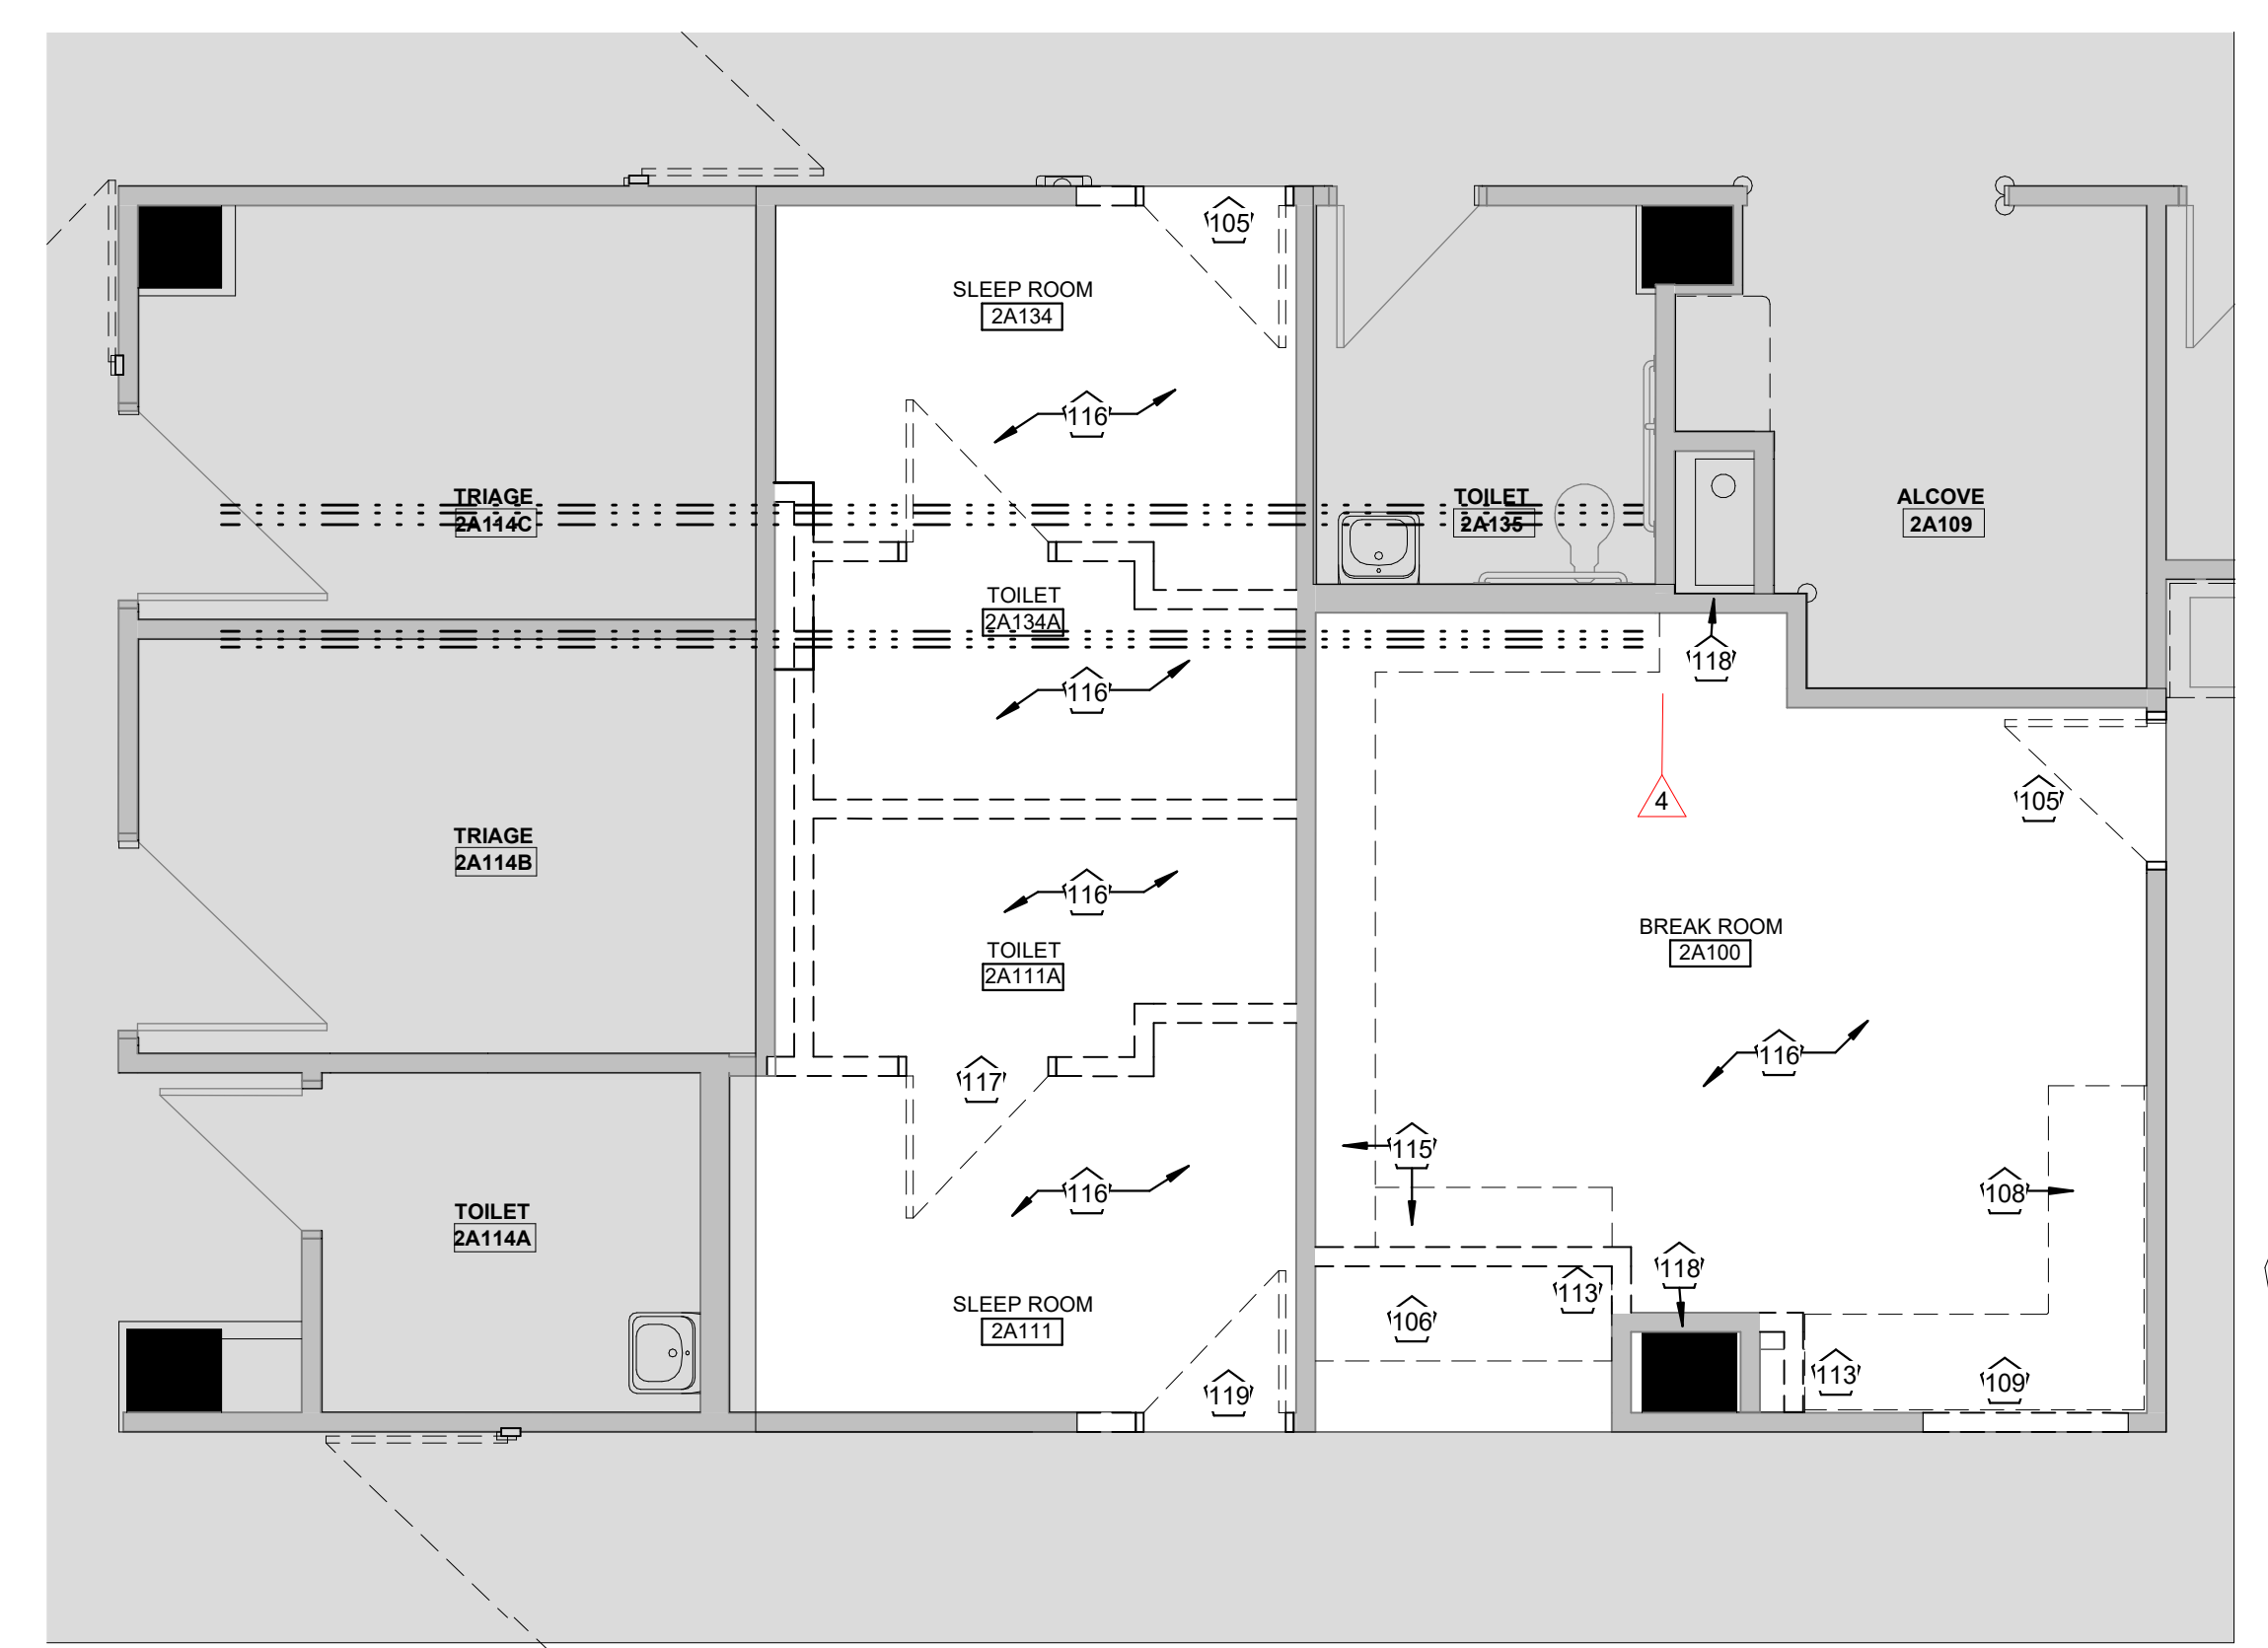 105
SLEEP ROOM
2A134
116
TRIAGE
2A114C
TOILET
2A135
ALCOVE
2A109
TOILET
2A134A
118
116
4
105
TRIAGE
2A114B
116
BREAK ROOM
2A100
TOILET
2A111A
116
117
115
116
108
TOILET
2A114A
118
113
SLEEP ROOM
2A111
106
113
119
109